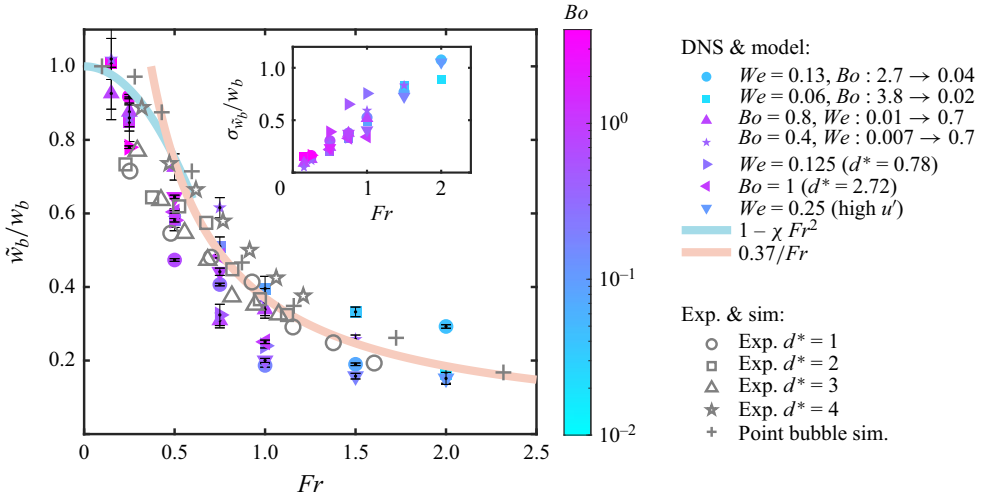 Bo
1.0
0.8
0.6
0.4
0.2
w̃_b/w_b
0
0.5
1.0
1.5
2.0
2.5
Fr
1.0
0.5
σ_w̃_b/w_b
0
1
2
Fr
10^0
10^−1
10^−2
DNS & model:
We = 0.13, Bo : 2.7 → 0.04
We = 0.06, Bo : 3.8 → 0.02
Bo = 0.8, We : 0.01 → 0.7
Bo = 0.4, We : 0.007 → 0.7
We = 0.125 (d* = 0.78)
Bo = 1 (d* = 2.72)
We = 0.25 (high u′)
1 − χ Fr²
0.37/Fr
Exp. & sim:
Exp. d* = 1
Exp. d* = 2
Exp. d* = 3
Exp. d* = 4
Point bubble sim.